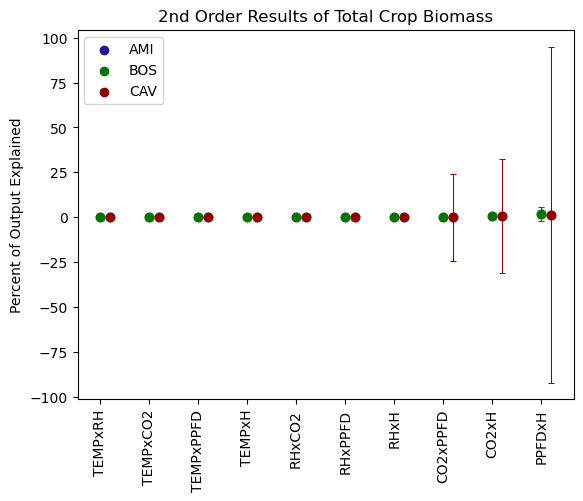 2nd Order Results of Total Crop Biomass
AMI
BOS
CAV
Percent of Output Explained
100
75
50
25
0
−25
−50
−75
−100
TEMPxRH
TEMPxCO2
TEMPxPPFD
TEMPxH
RHxCO2
RHxPPFD
RHxH
CO2xPPFD
CO2xH
PPFDxH